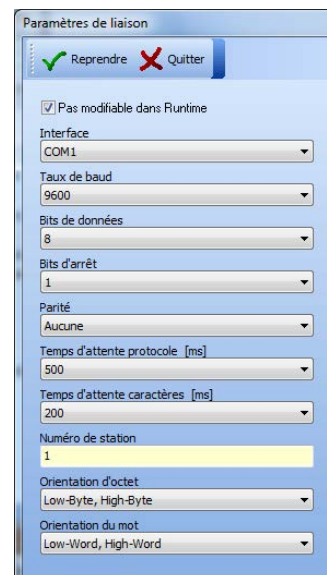 Paramètres de liaison
Reprendre Quitter
Pas modifiable dans Runtime
Interface
COM1
Taux de baud
9600
Bits de données
8
Bits d'arrêt
1
Parité
Aucune
Temps d'attente protocole [ms]
500
Temps d'attente caractères [ms]
200
Numéro de station
1
Orientation d'octet
Low-Byte, High-Byte
Orientation du mot
Low-Word, High-Word